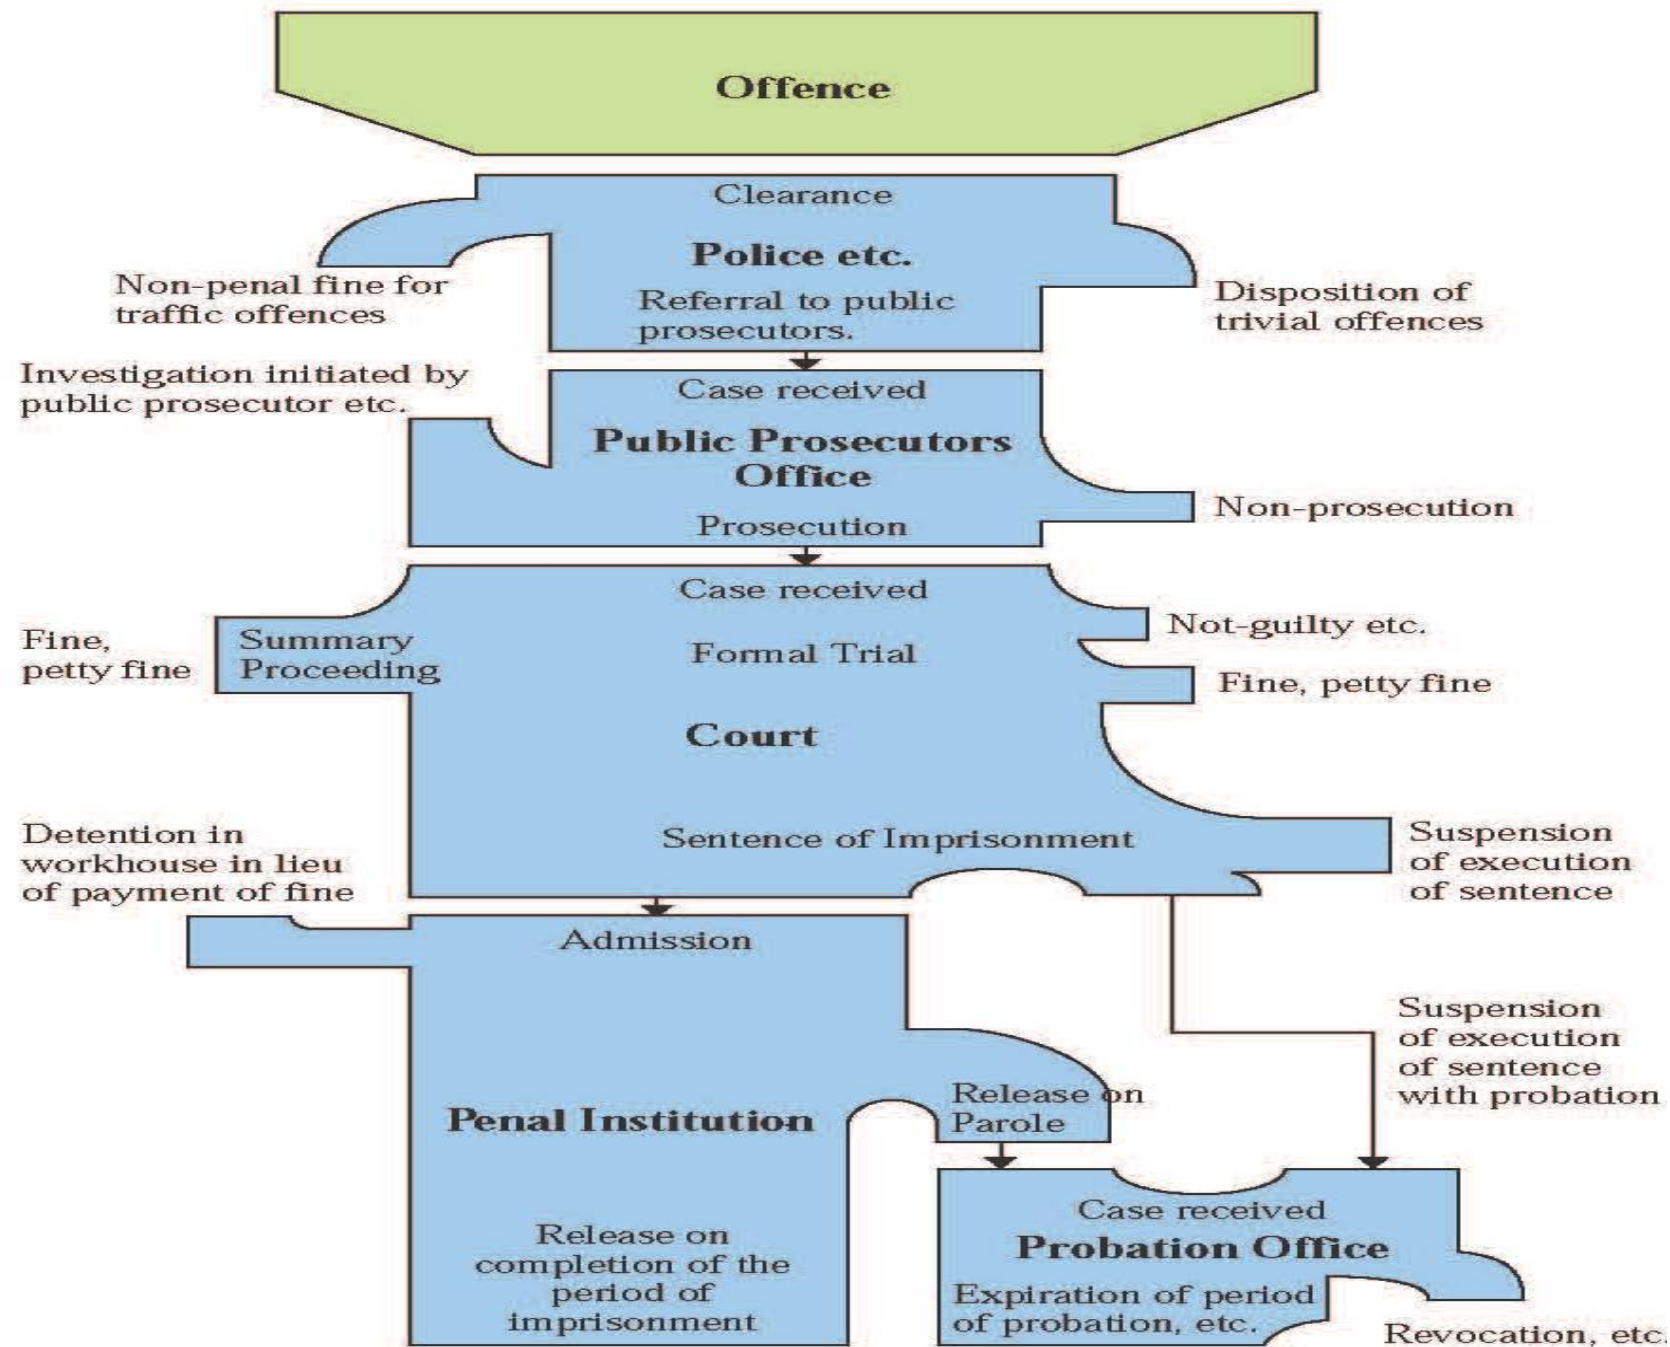 Offence
Clearance
Police etc.
Referral to public
prosecutors.
Non-penal fine for
traffic offences
Disposition of
trivial offences
Investigation initiated by
public prosecutor etc.
Case received
Public Prosecutors
Office
Prosecution
Non-prosecution
Case received
Formal Trial
Court
Sentence of Imprisonment
Fine,
petty fine
Summary
Proceeding
Not-guilty etc.
Fine, petty fine
Suspension
of execution
of sentence
Detention in
workhouse in lieu
of payment of fine
Admission
Penal Institution
Release on
completion of the
period of
imprisonment
Release on
Parole
Suspension
of execution
of sentence
with probation
Case received
Probation Office
Expiration of period
of probation, etc.
Revocation, etc.